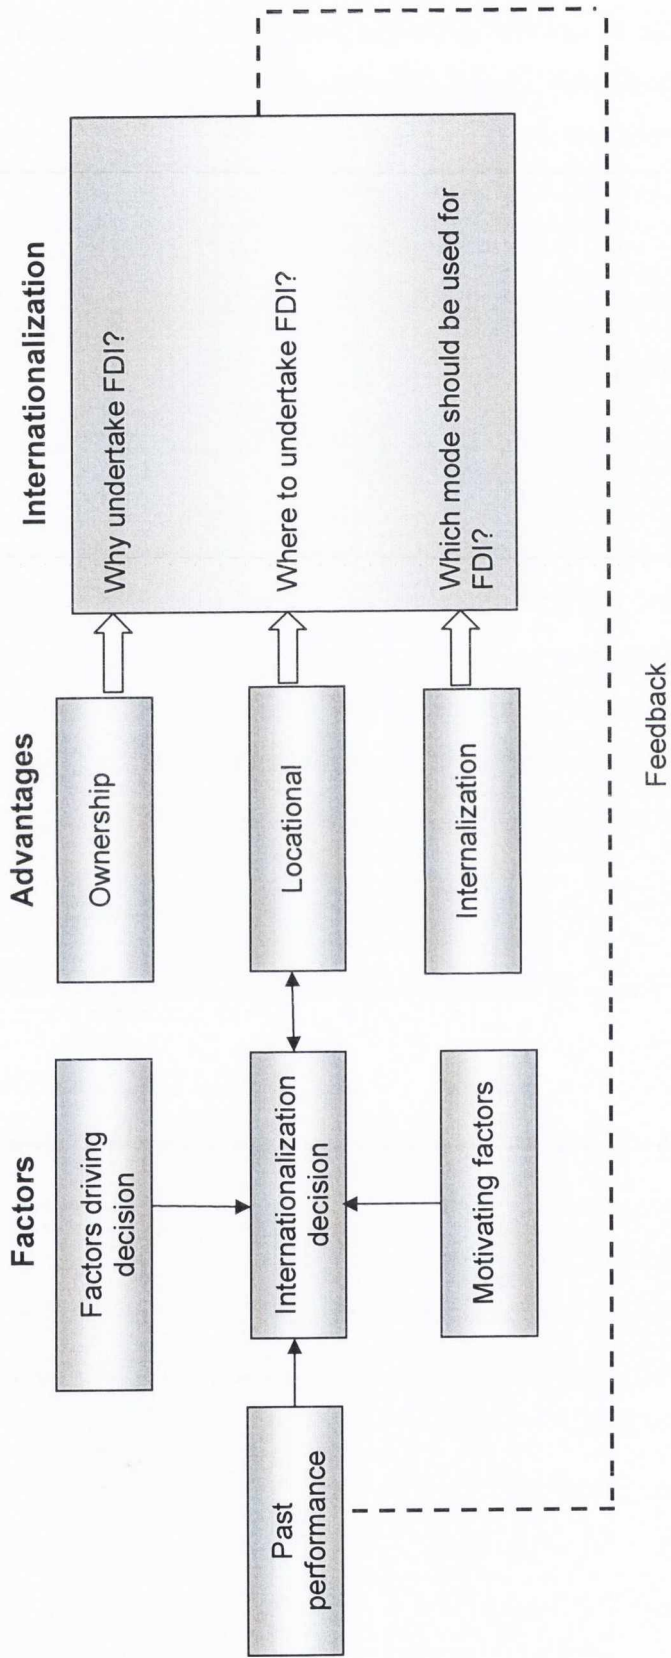 Factors
Advantages
Internationalization
Past
performance
Factors driving
decision
Internationalization
decision
Motivating factors
Ownership
Locational
Internalization
Why undertake FDI?
Where to undertake FDI?
Which mode should be used for
FDI?
Feedback